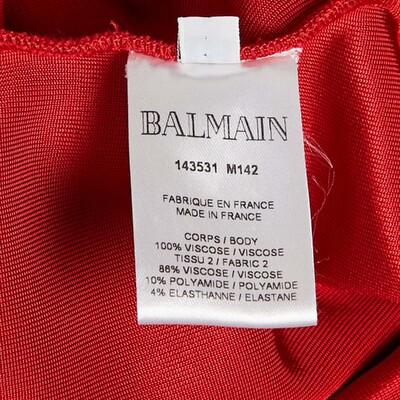 BALMAIN
143531 M142
FABRIQUE EN FRANCE
MADE IN FRANCE
CORPS / BODY
100% VISCOSE / VISCOSE
TISSU 2 / FABRIC 2
86% VISCOSE / VISCOSE
10% POLYAMIDE / POLYAMIDE
4% ELASTHANNE / ELASTANE